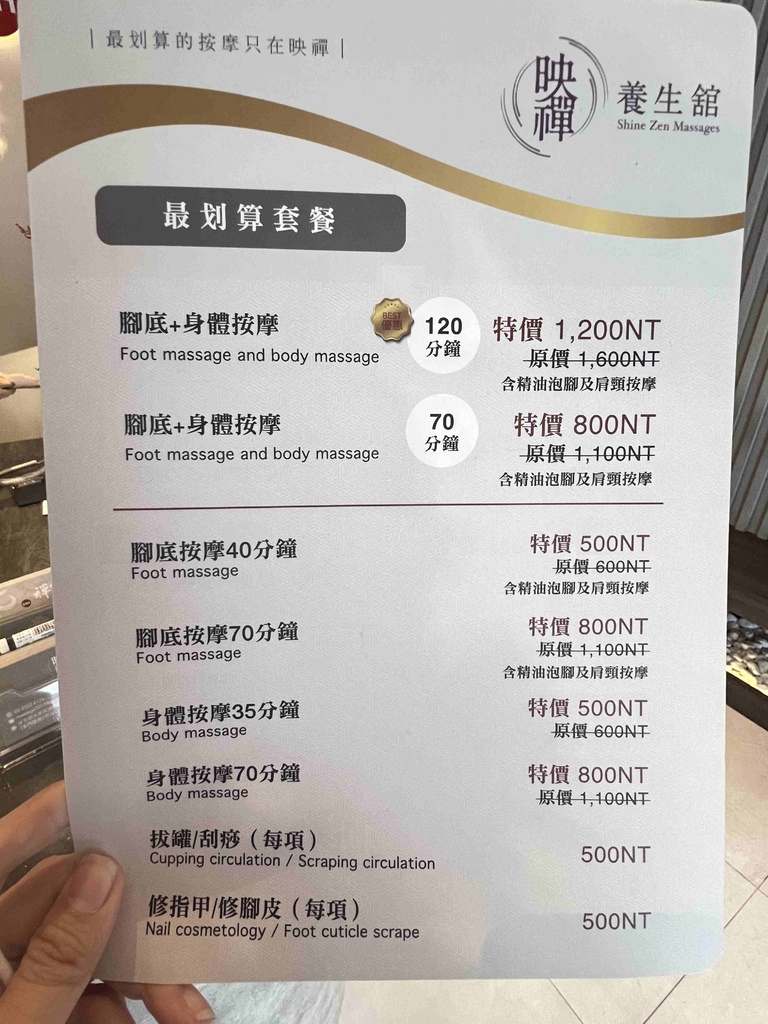 | 最划算的按摩只在映禪 |
映禪
養生舘
Shine Zen Massages
最划算套餐
腳底+身體按摩
Foot massage and body massage
BEST
優惠
120
分鐘
特價 1,200NT
原價 1,600NT
含精油泡腳及肩頸按摩
腳底+身體按摩
Foot massage and body massage
70
分鐘
特價 800NT
原價 1,100NT
含精油泡腳及肩頸按摩
腳底按摩40分鐘
Foot massage
特價 500NT
原價 600NT
含精油泡腳及肩頸按摩
腳底按摩70分鐘
Foot massage
特價 800NT
原價 1,100NT
含精油泡腳及肩頸按摩
身體按摩35分鐘
Body massage
特價 500NT
原價 600NT
身體按摩70分鐘
Body massage
特價 800NT
原價 1,100NT
拔罐/刮痧（每項）
Cupping circulation / Scraping circulation
500NT
修指甲/修腳皮（每項）
Nail cosmetology / Foot cuticle scrape
500NT